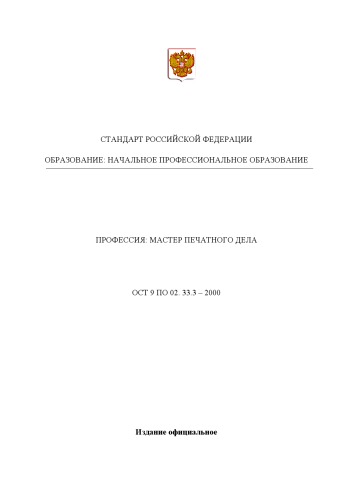 СТАНДАРТ РОССИЙСКОЙ ФЕДЕРАЦИИ
ОБРАЗОВАНИЕ: НАЧАЛЬНОЕ ПРОФЕССИОНАЛЬНОЕ ОБРАЗОВАНИЕ
ПРОФЕССИЯ: МАСТЕР ПЕЧАТНОГО ДЕЛА
ОСТ 9 ПО 02. 33.3 – 2000
Издание официальное